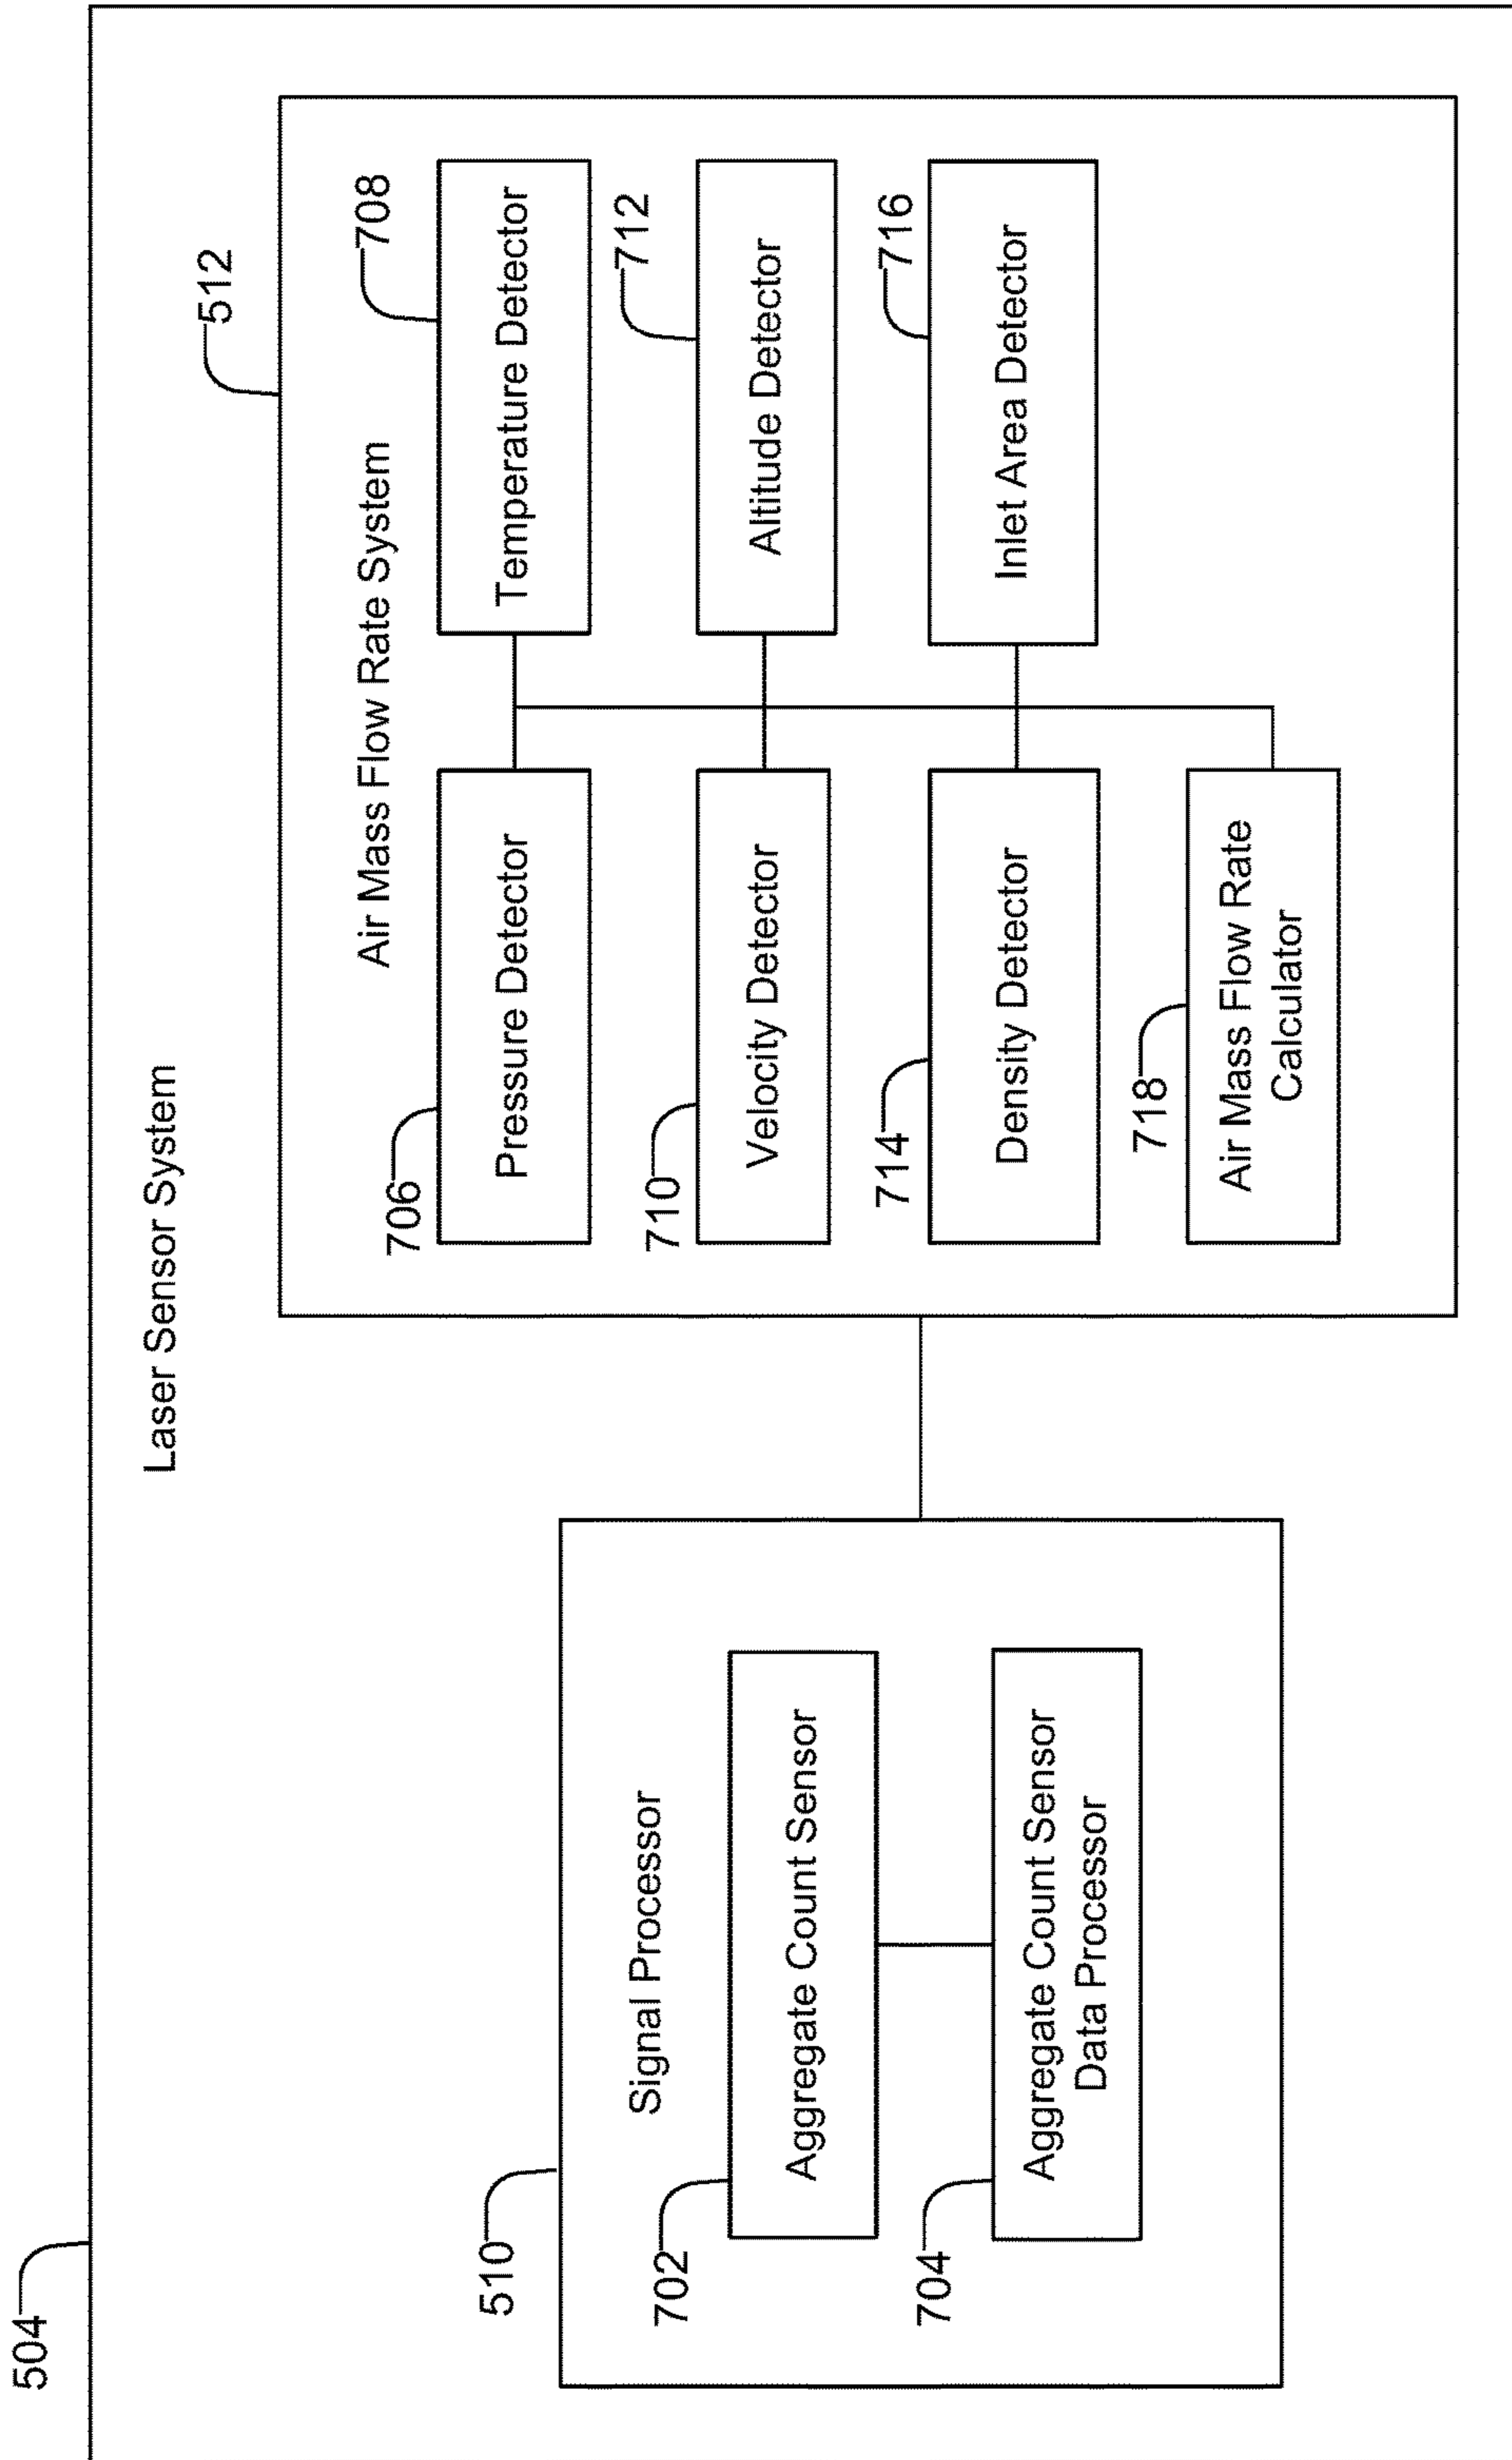 504
Laser Sensor System
510
Signal Processor
702
Aggregate Count Sensor
704
Aggregate Count Sensor
Data Processor
512
Air Mass Flow Rate System
706
Pressure Detector
708
Temperature Detector
710
Velocity Detector
712
Altitude Detector
714
Density Detector
716
Inlet Area Detector
718
Air Mass Flow Rate
Calculator